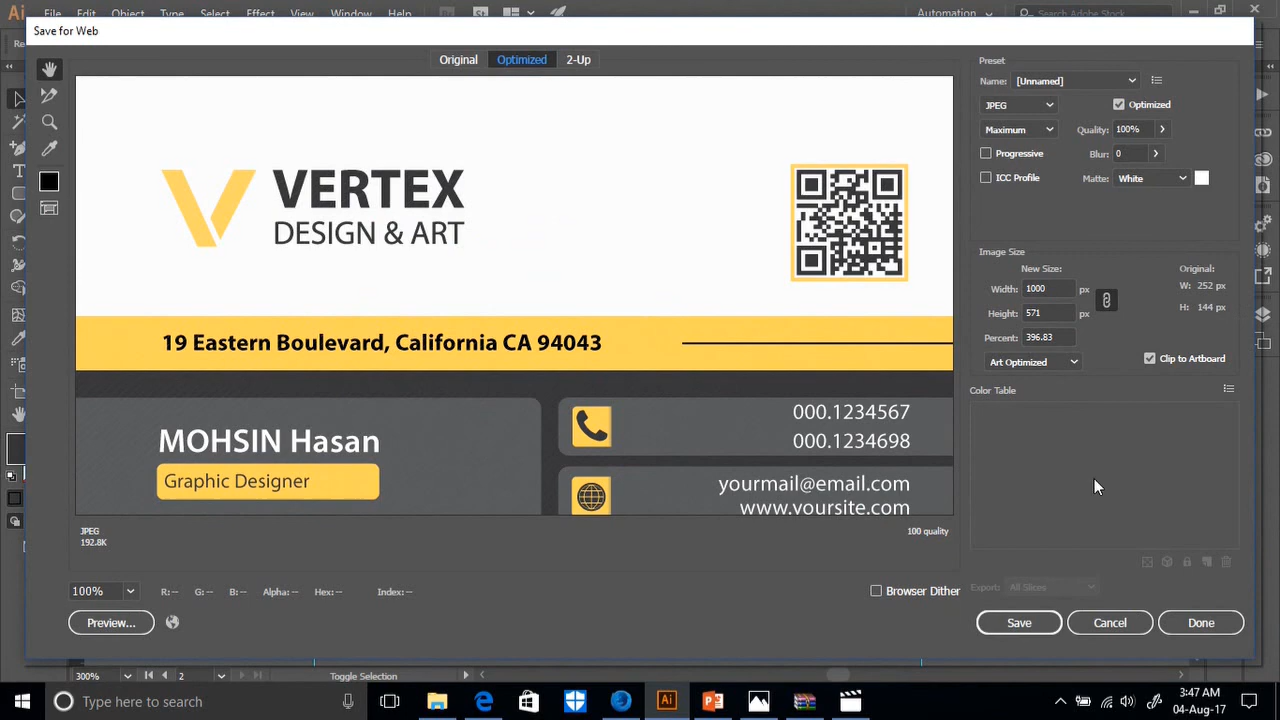 Ai File Edit Object Type Select Effect View Window Help Br St Automation Search Adobe Stock
Save for Web
Original Optimized 2-Up
Preset
Name: [Unnamed]
JPEG Optimized
Maximum Quality: 100%
Progressive Blur: 0
ICC Profile Matte: White
VERTEX
DESIGN & ART
Image Size
New Size: Original:
Width: 1000 px W: 252 px
Height: 571 px H: 144 px
Percent: 396.83
Art Optimized Clip to Artboard
19 Eastern Boulevard, California CA 94043
Color Table
000.1234567
MOHSIN Hasan 000.1234698
Graphic Designer yourmail@email.com
www.yoursite.com
JPEG 100 quality
192.8K
100% R: -- G: -- B: -- Alpha: -- Hex: -- Index: -- Browser Dither Export: All Slices
Preview... Save Cancel Done
300% 2 Toggle Selection
Type here to search Ai 3:47 AM
04-Aug-17